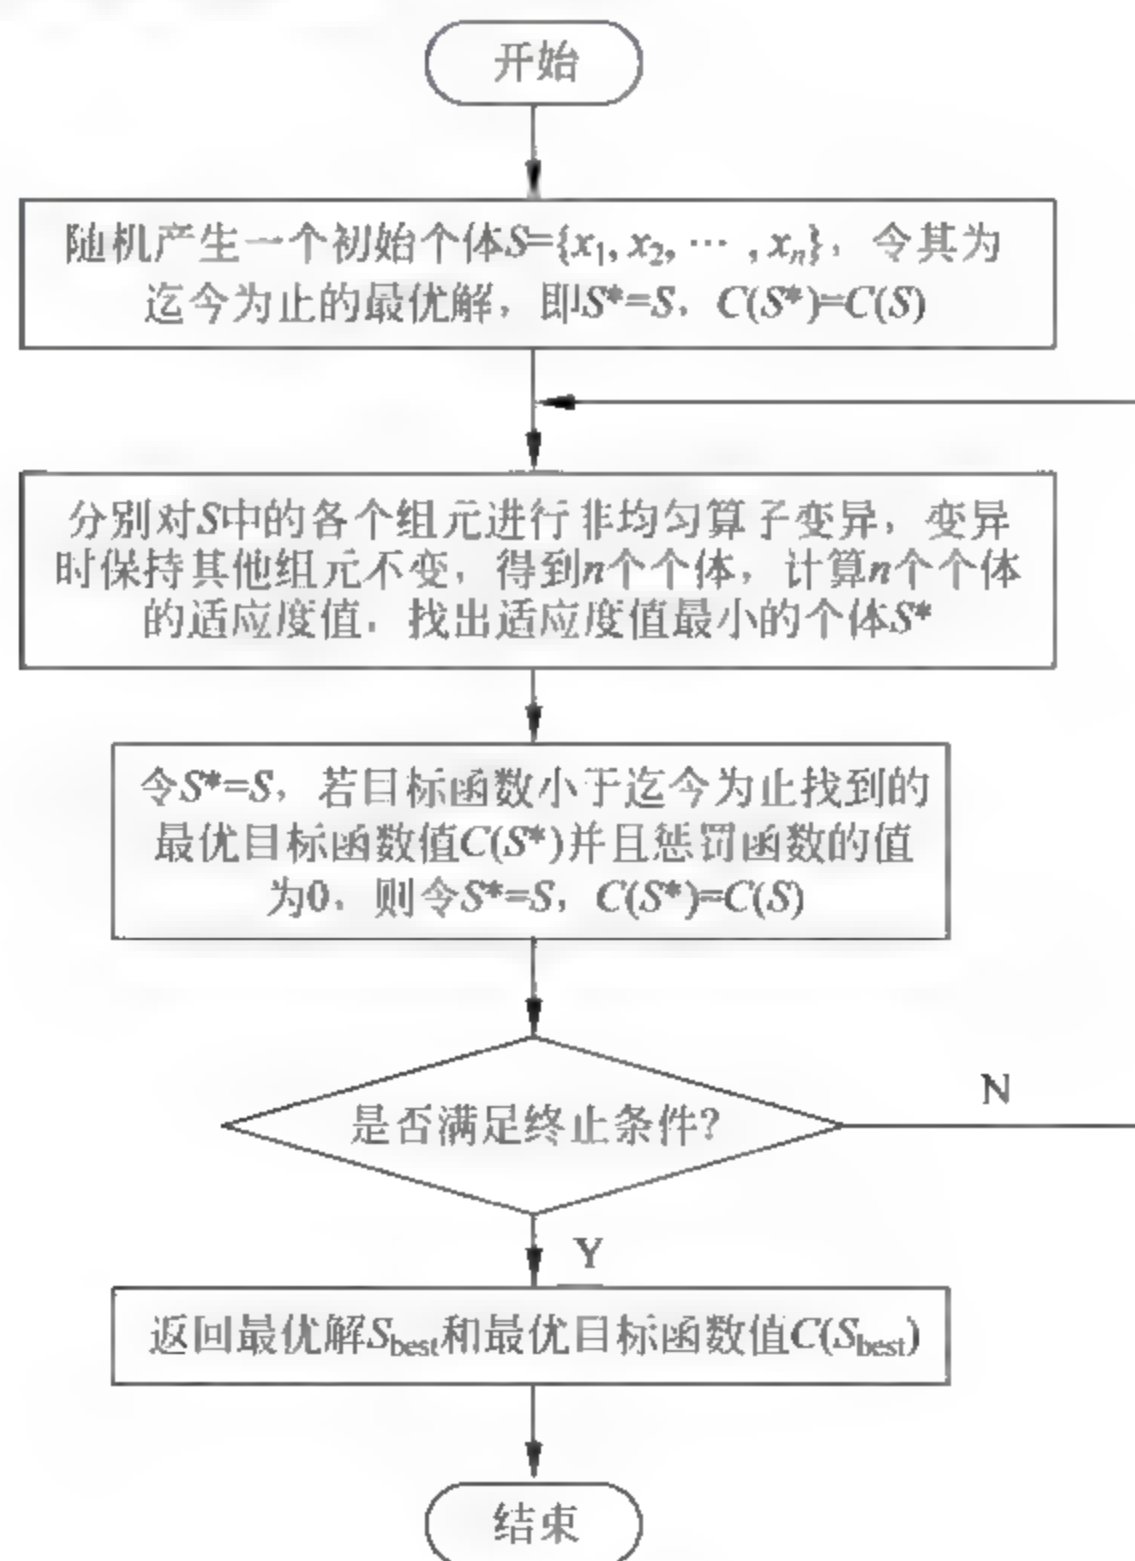 开始
随机产生一个初始个体S={x₁, x₂, ⋯ , xₙ}，令其为
迄今为止的最优解，即S*=S，C(S*)=C(S)
分别对S中的各个组元进行非均匀算子变异，变异
时保持其他组元不变，得到n个个体，计算n个个体
的适应度值，找出适应度值最小的个体S*
令S*=S，若目标函数小于迄今为止找到的
最优目标函数值C(S*)并且惩罚函数的值
为0，则令S*=S，C(S*)=C(S)
是否满足终止条件?
N
Y
返回最优解S_best和最优目标函数值C(S_best)
结束